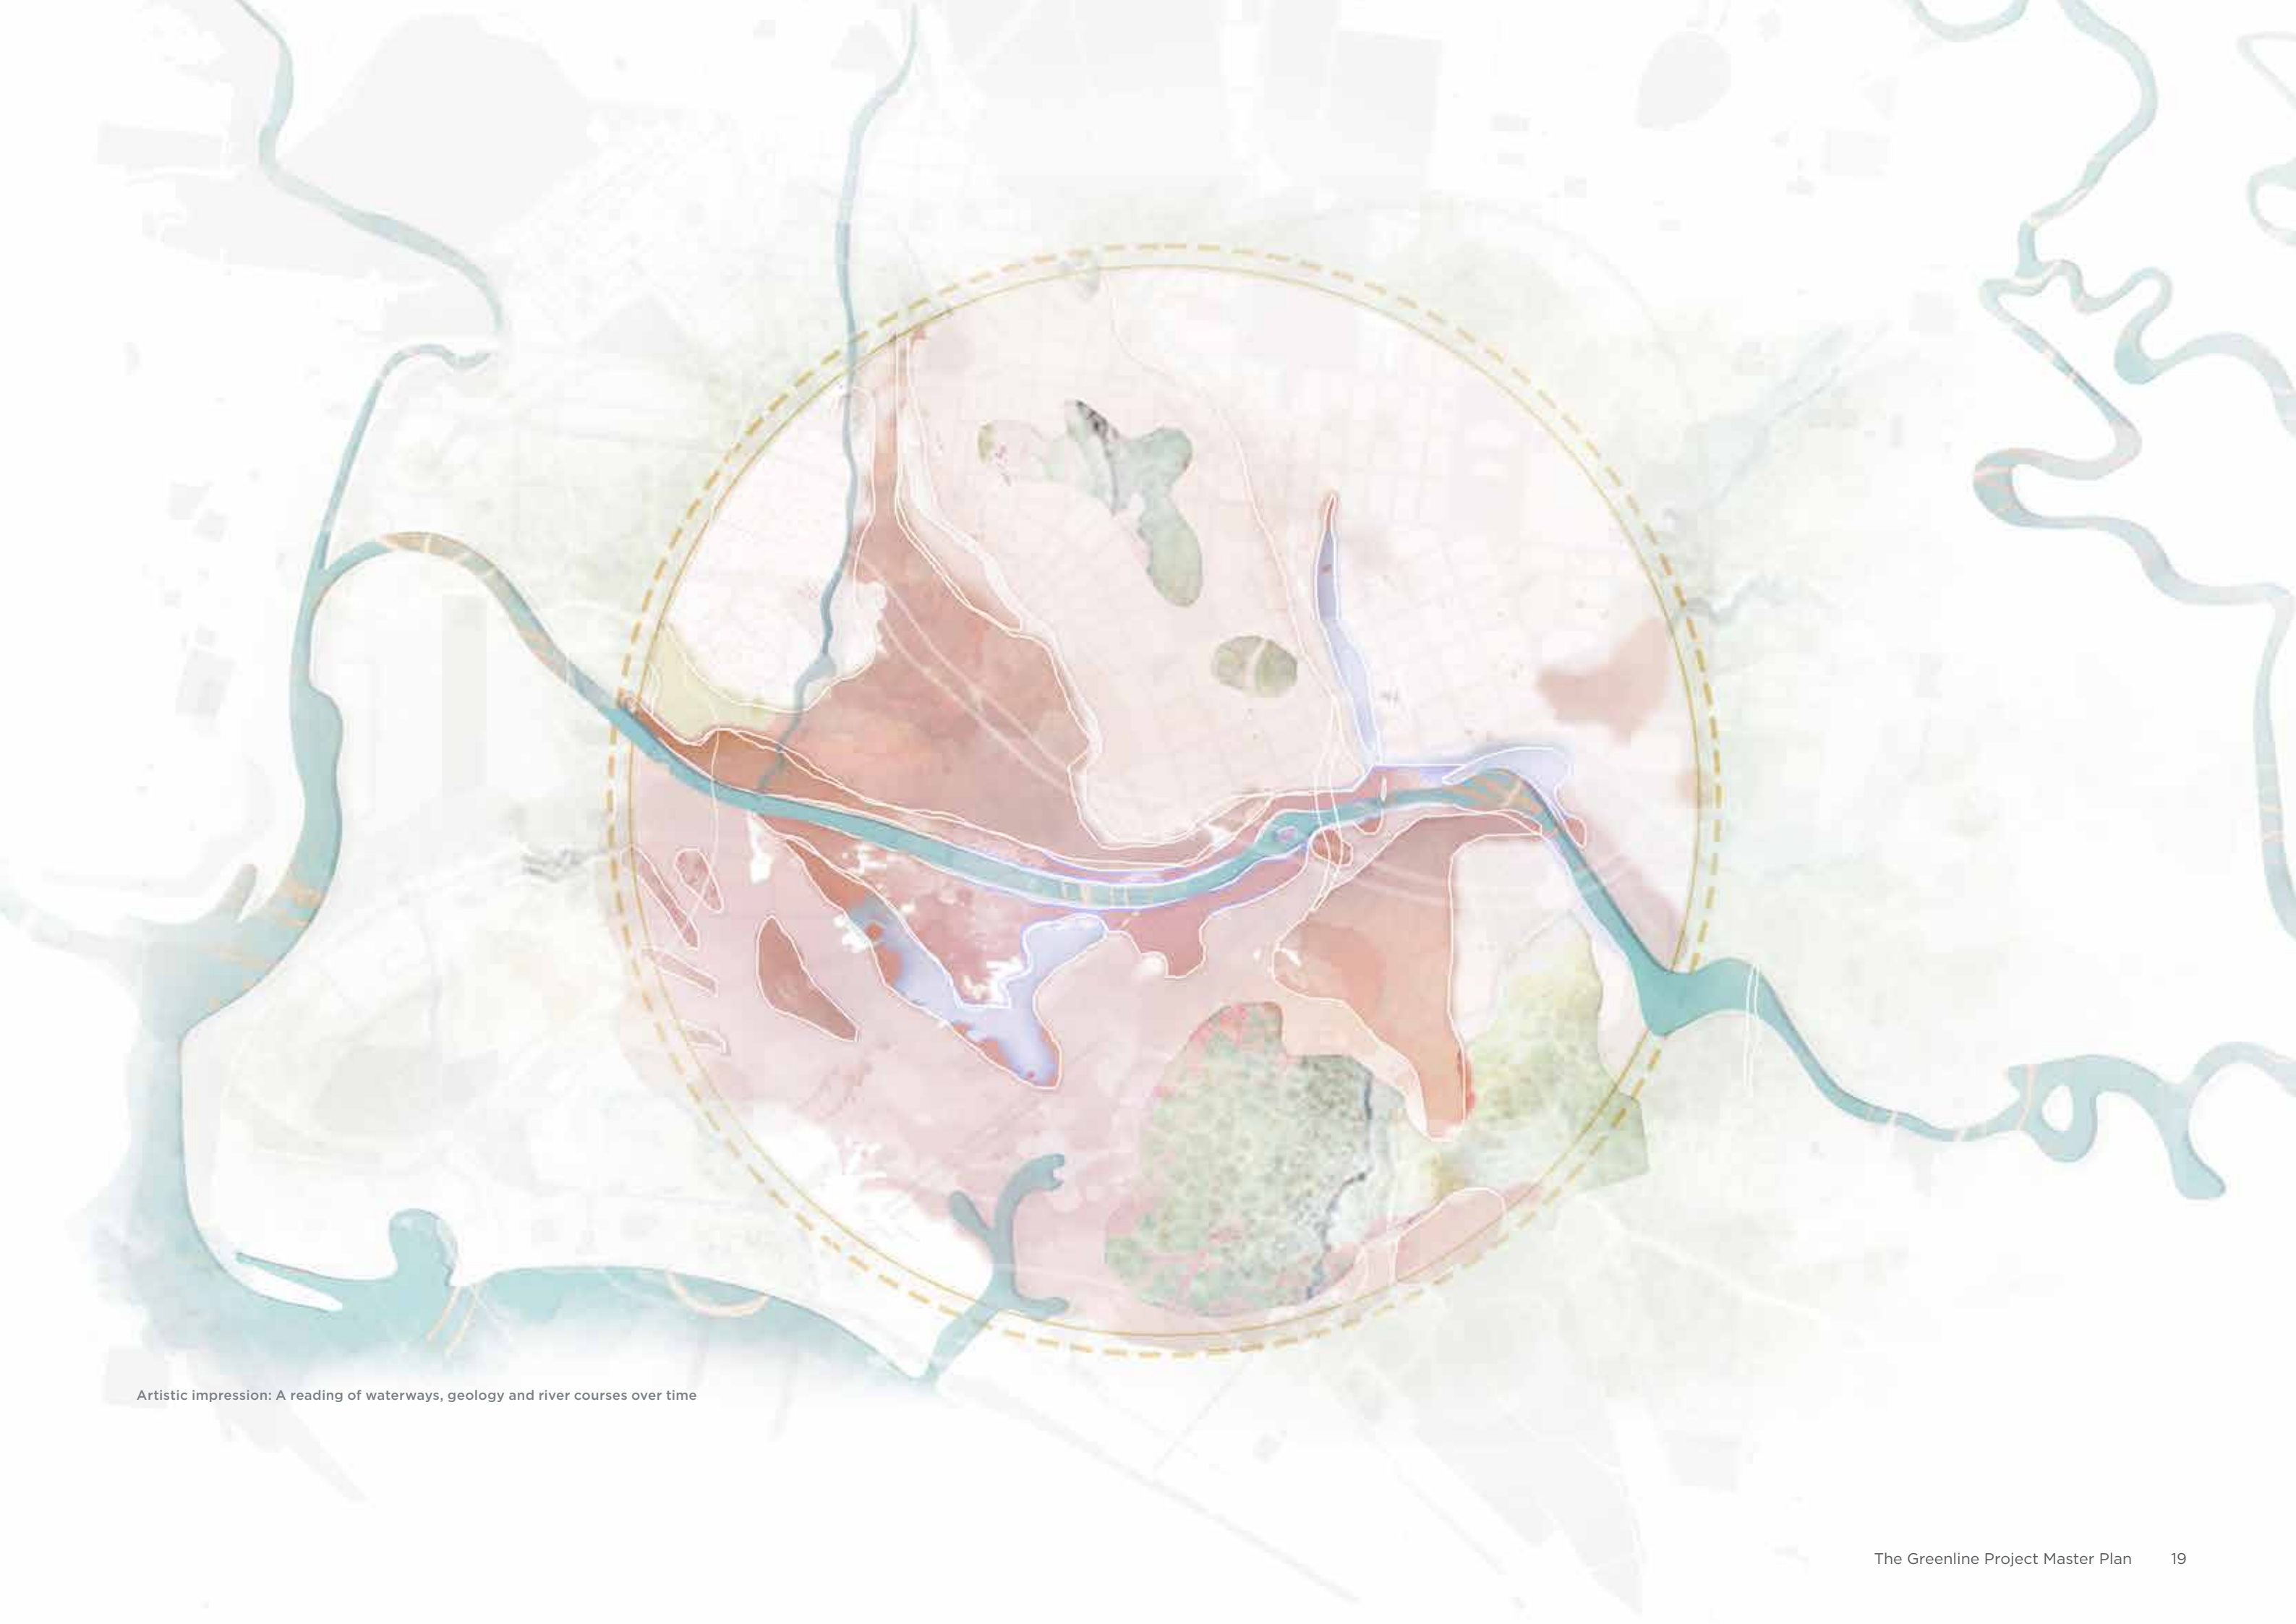 Artistic impression: A reading of waterways, geology and river courses over time
The Greenline Project Master Plan 19